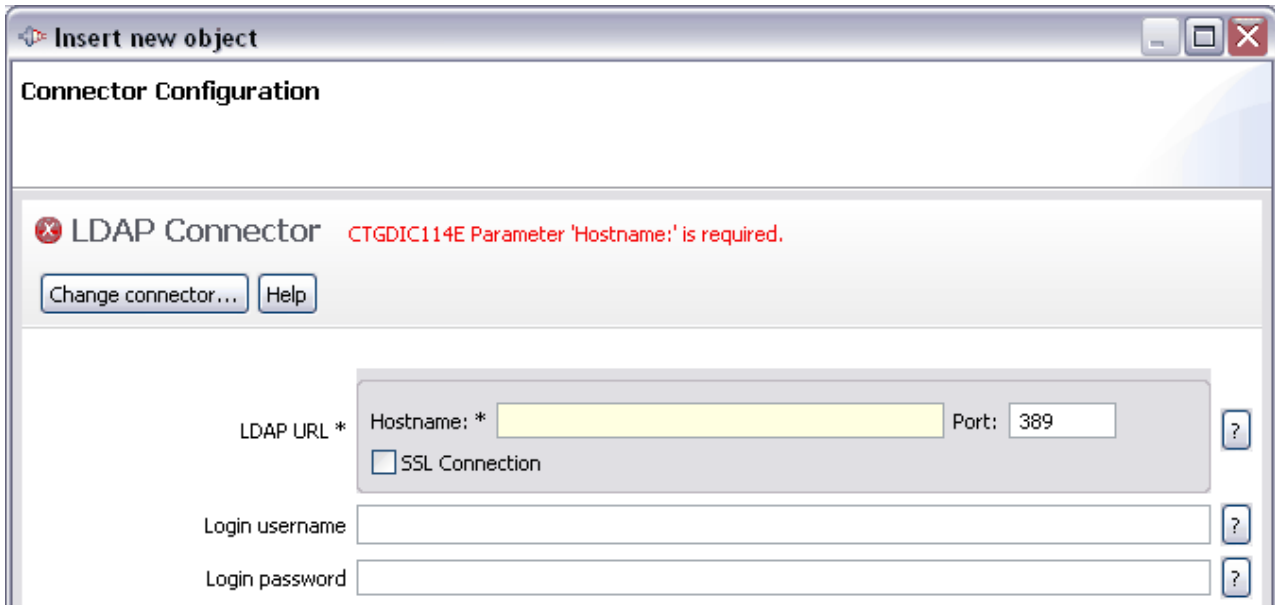 Insert new object
Connector Configuration
LDAP Connector CTGDIC114E Parameter 'Hostname:' is required.
Change connector... Help
LDAP URL * Hostname: * Port: 389 ?
SSL Connection
Login username ?
Login password ?